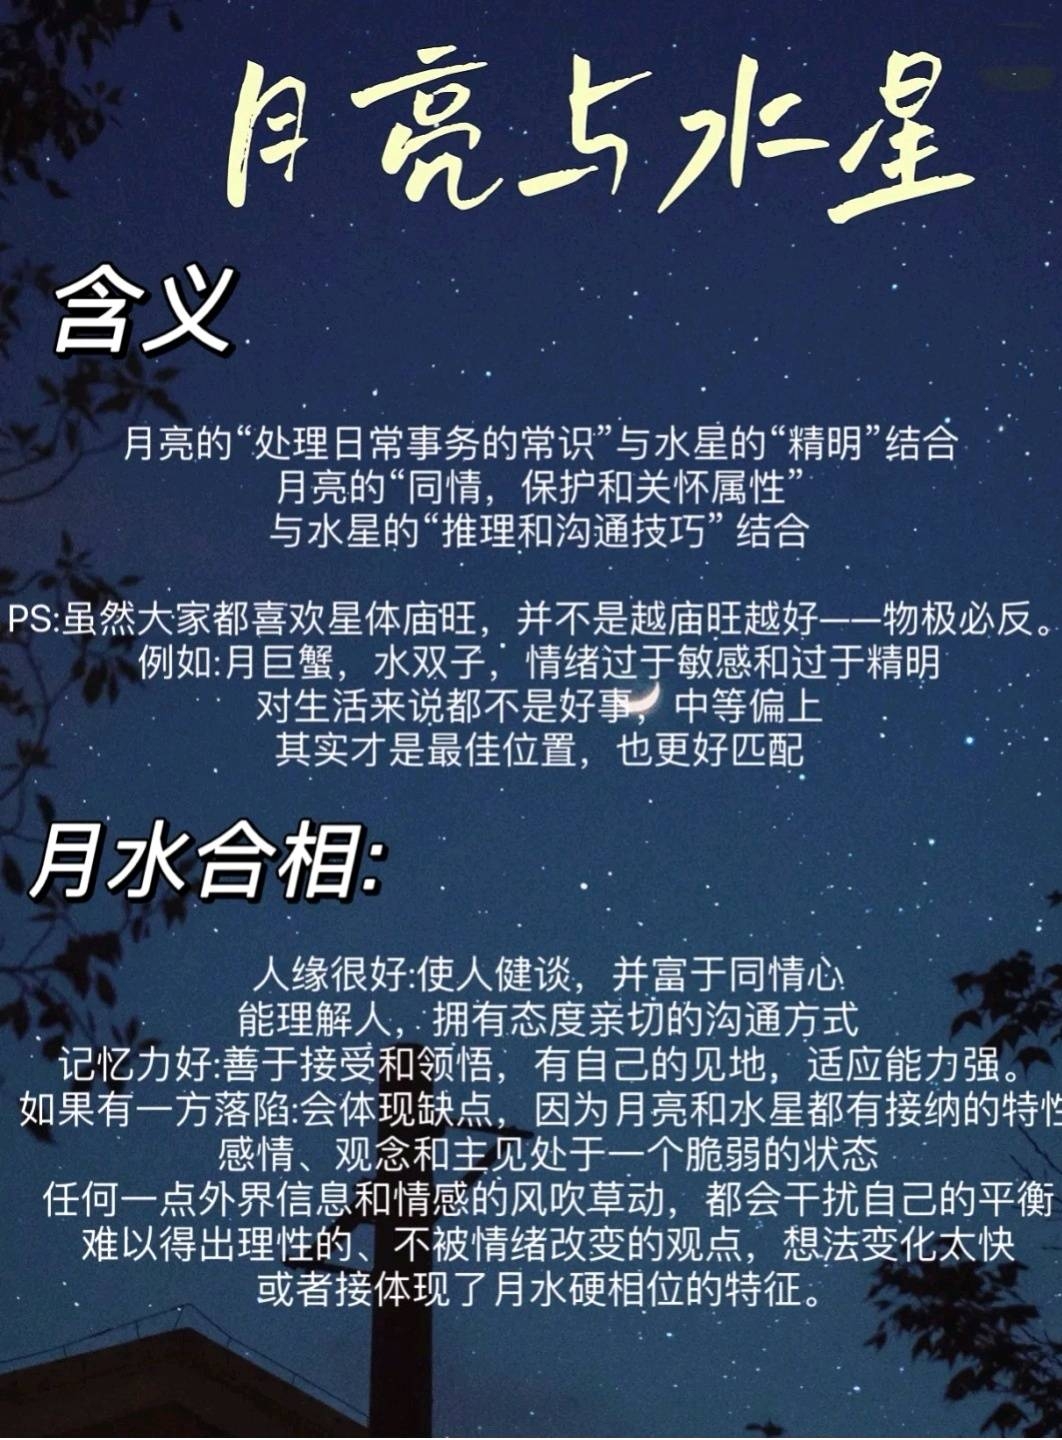 月亮与水星
含义
月亮的“处理日常事务的常识”与水星的“精明”结合
月亮的“同情，保护和关怀属性”
与水星的“推理和沟通技巧” 结合
PS:虽然大家都喜欢星体庙旺，并不是越庙旺越好——物极必反。
例如:月巨蟹，水双子，情绪过于敏感和过于精明
对生活来说都不是好事，中等偏上
其实才是最佳位置，也更好匹配
月水合相:
人缘很好:使人健谈，并富于同情心
能理解人，拥有态度亲切的沟通方式
记忆力好:善于接受和领悟，有自己的见地，适应能力强。
如果有一方落陷:会体现缺点，因为月亮和水星都有接纳的特性
感情、观念和主见处于一个脆弱的状态
任何一点外界信息和情感的风吹草动，都会干扰自己的平衡
难以得出理性的、不被情绪改变的观点，想法变化太快
或者接体现了月水硬相位的特征。